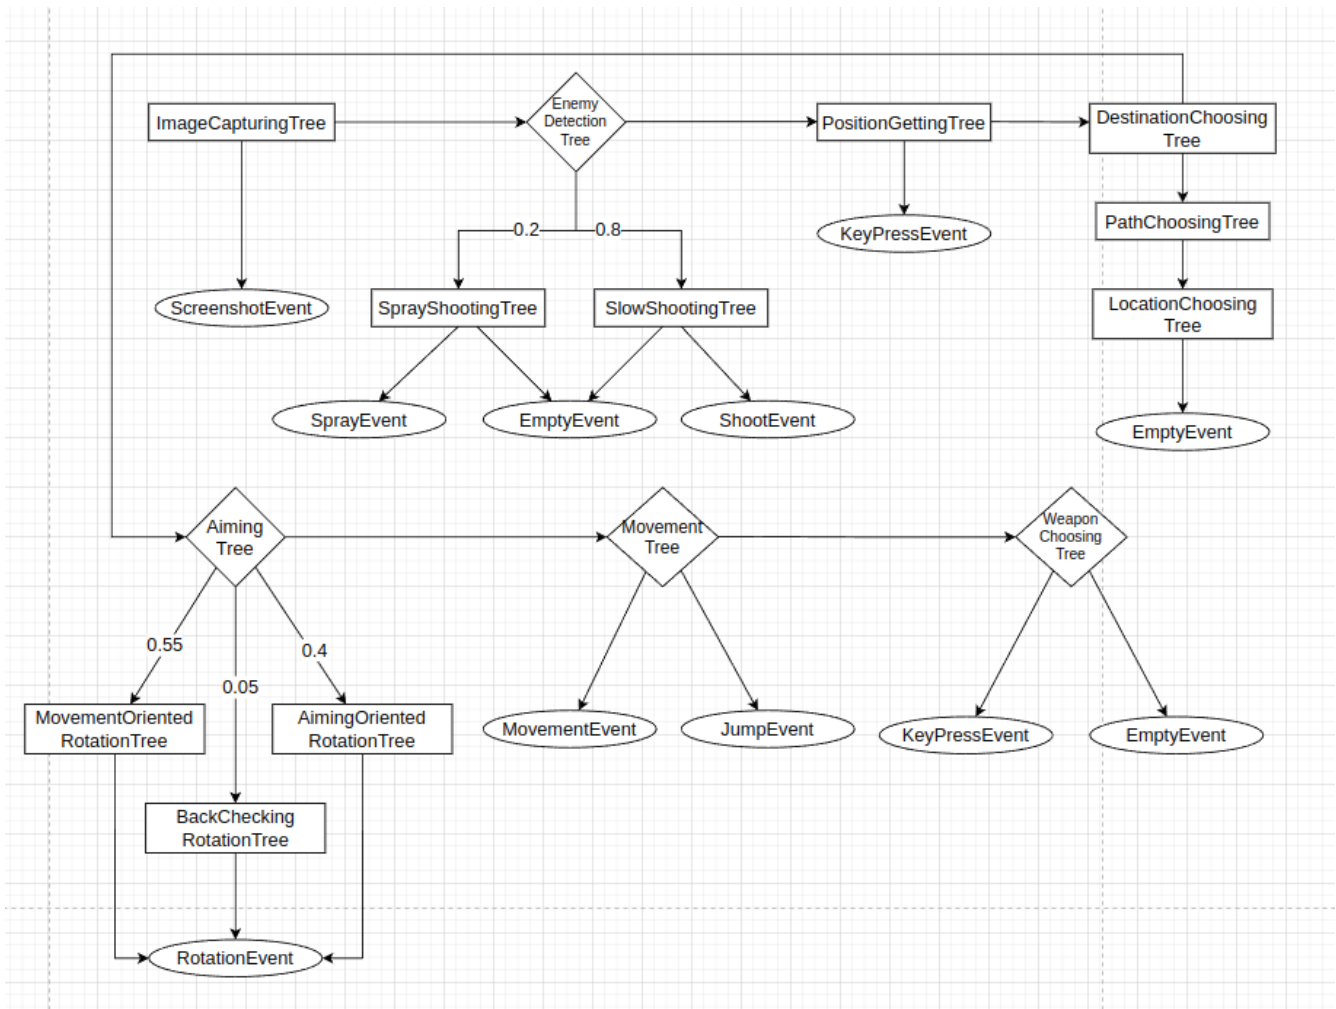 ImageCapturingTree
Enemy
Detection
Tree
PositionGettingTree
DestinationChoosing
Tree
PathChoosingTree
0.2
0.8
KeyPressEvent
ScreenshotEvent
SprayShootingTree
SlowShootingTree
LocationChoosing
Tree
SprayEvent
EmptyEvent
ShootEvent
EmptyEvent
Aiming
Tree
Movement
Tree
Weapon
Choosing
Tree
0.55
0.05
0.4
MovementOriented
RotationTree
AimingOriented
RotationTree
MovementEvent
JumpEvent
KeyPressEvent
EmptyEvent
BackChecking
RotationTree
RotationEvent